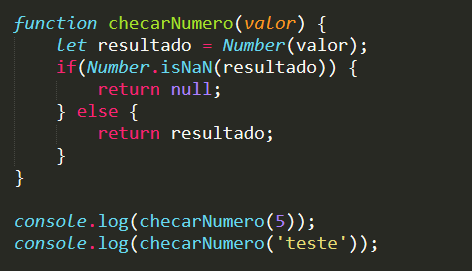 function checarNumero(valor) {
    let resultado = Number(valor);
    if(Number.isNaN(resultado)) {
        return null;
    } else {
        return resultado;
    }
}

console.log(checarNumero(5));
console.log(checarNumero('teste'));